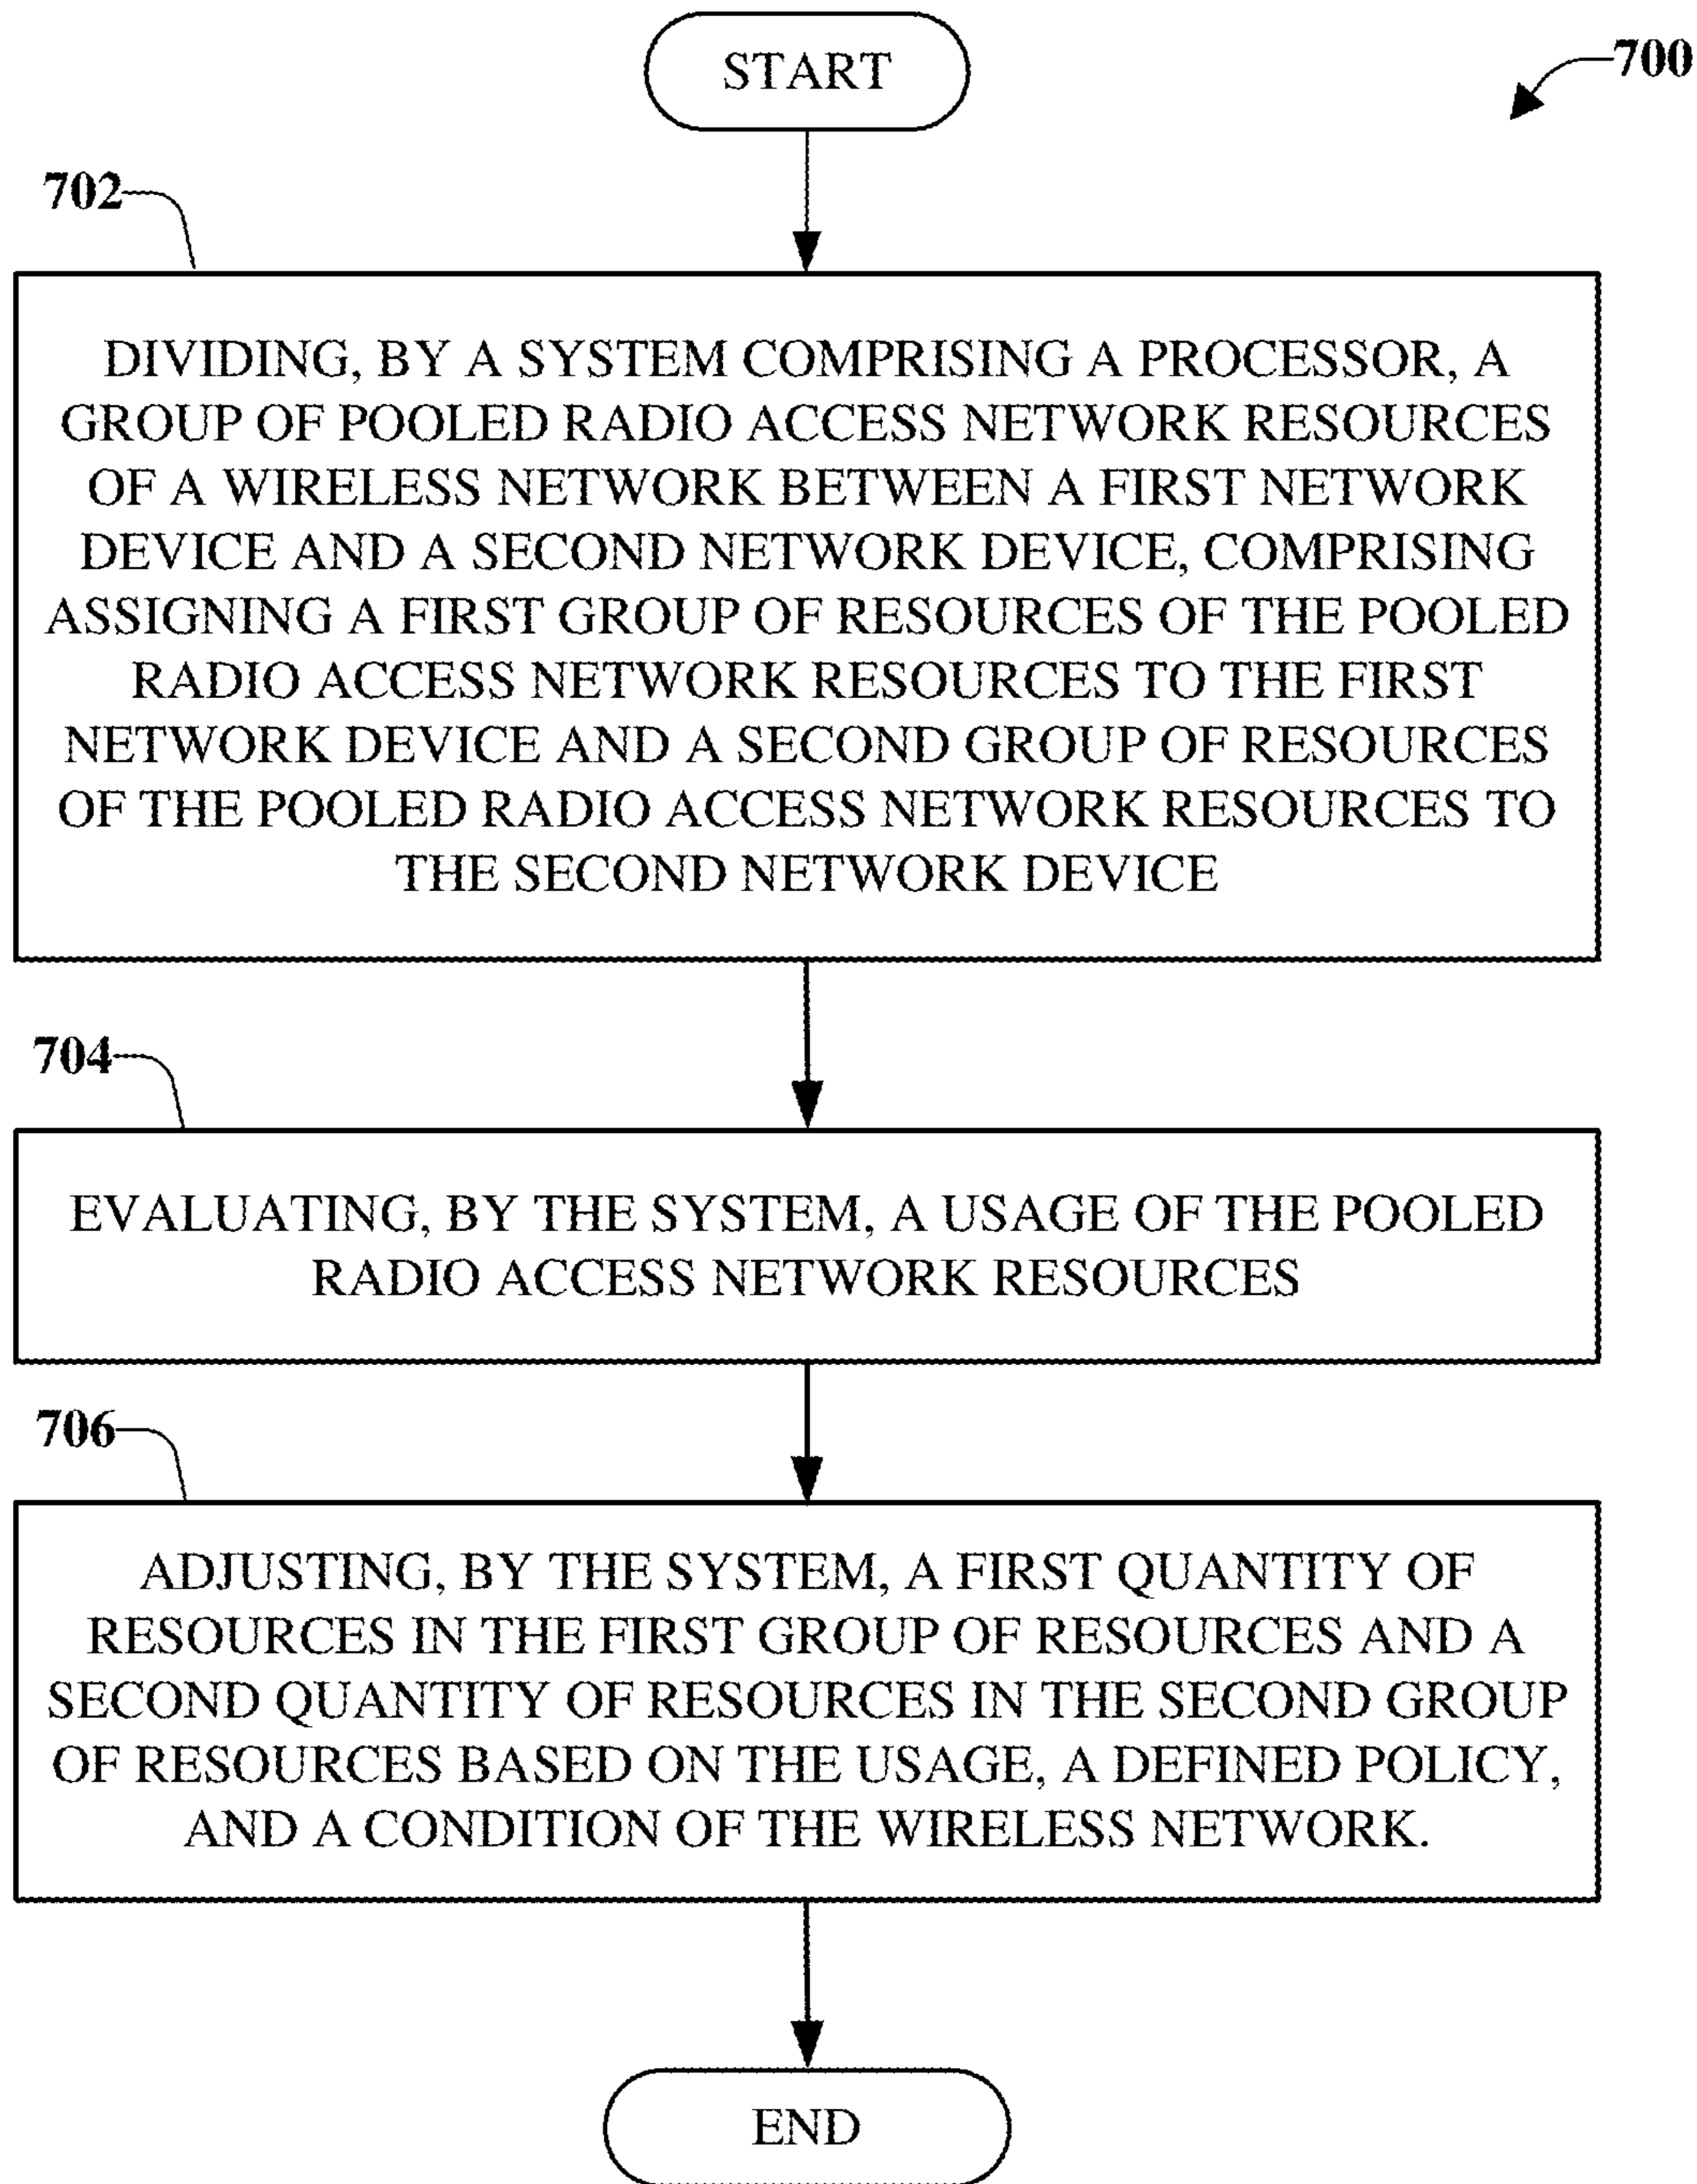 START
700
702
DIVIDING, BY A SYSTEM COMPRISING A PROCESSOR, A
GROUP OF POOLED RADIO ACCESS NETWORK RESOURCES
OF A WIRELESS NETWORK BETWEEN A FIRST NETWORK
DEVICE AND A SECOND NETWORK DEVICE, COMPRISING
ASSIGNING A FIRST GROUP OF RESOURCES OF THE POOLED
RADIO ACCESS NETWORK RESOURCES TO THE FIRST
NETWORK DEVICE AND A SECOND GROUP OF RESOURCES
OF THE POOLED RADIO ACCESS NETWORK RESOURCES TO
THE SECOND NETWORK DEVICE
704
EVALUATING, BY THE SYSTEM, A USAGE OF THE POOLED
RADIO ACCESS NETWORK RESOURCES
706
ADJUSTING, BY THE SYSTEM, A FIRST QUANTITY OF
RESOURCES IN THE FIRST GROUP OF RESOURCES AND A
SECOND QUANTITY OF RESOURCES IN THE SECOND GROUP
OF RESOURCES BASED ON THE USAGE, A DEFINED POLICY,
AND A CONDITION OF THE WIRELESS NETWORK.
END